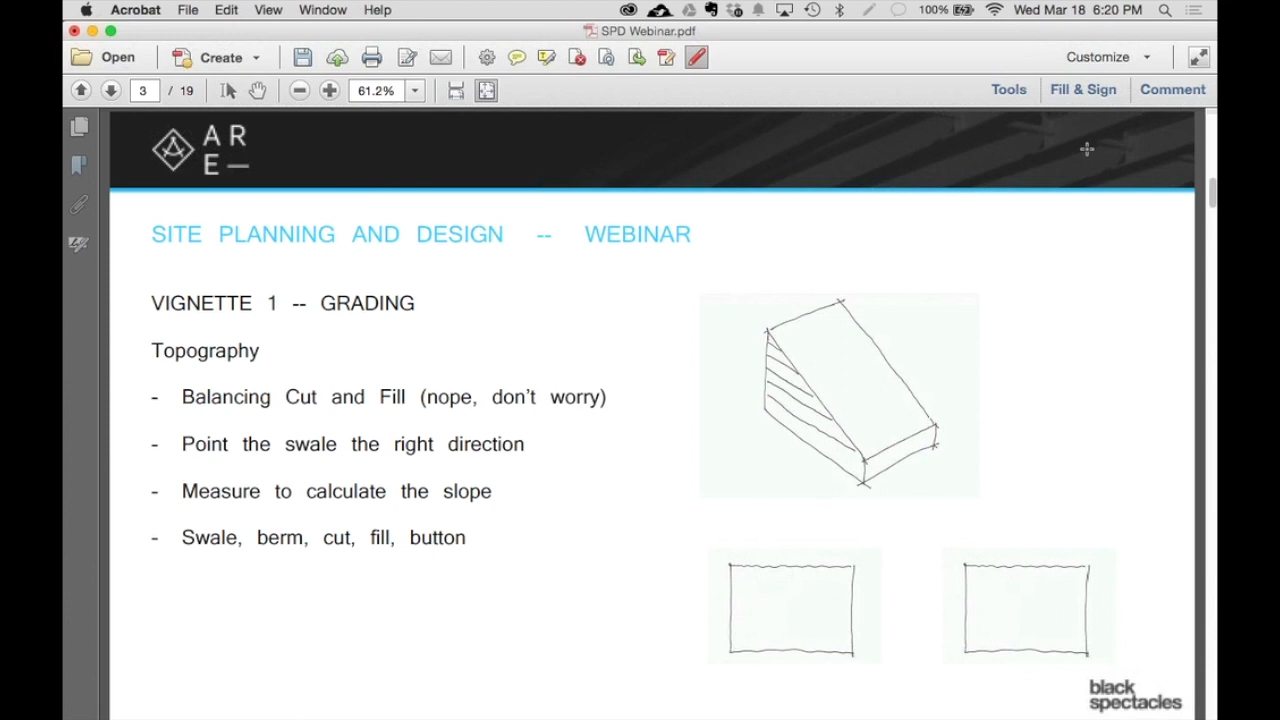 Acrobat File Edit View Window Help 100% Wed Mar 18 6:20 PM
SPD Webinar.pdf
Open Create Customize
3 / 19 61.2% Tools Fill & Sign Comment
A R
E —
SITE PLANNING AND DESIGN -- WEBINAR
VIGNETTE 1 -- GRADING
Topography
- Balancing Cut and Fill (nope, don't worry)
- Point the swale the right direction
- Measure to calculate the slope
- Swale, berm, cut, fill, button
black
spectacles